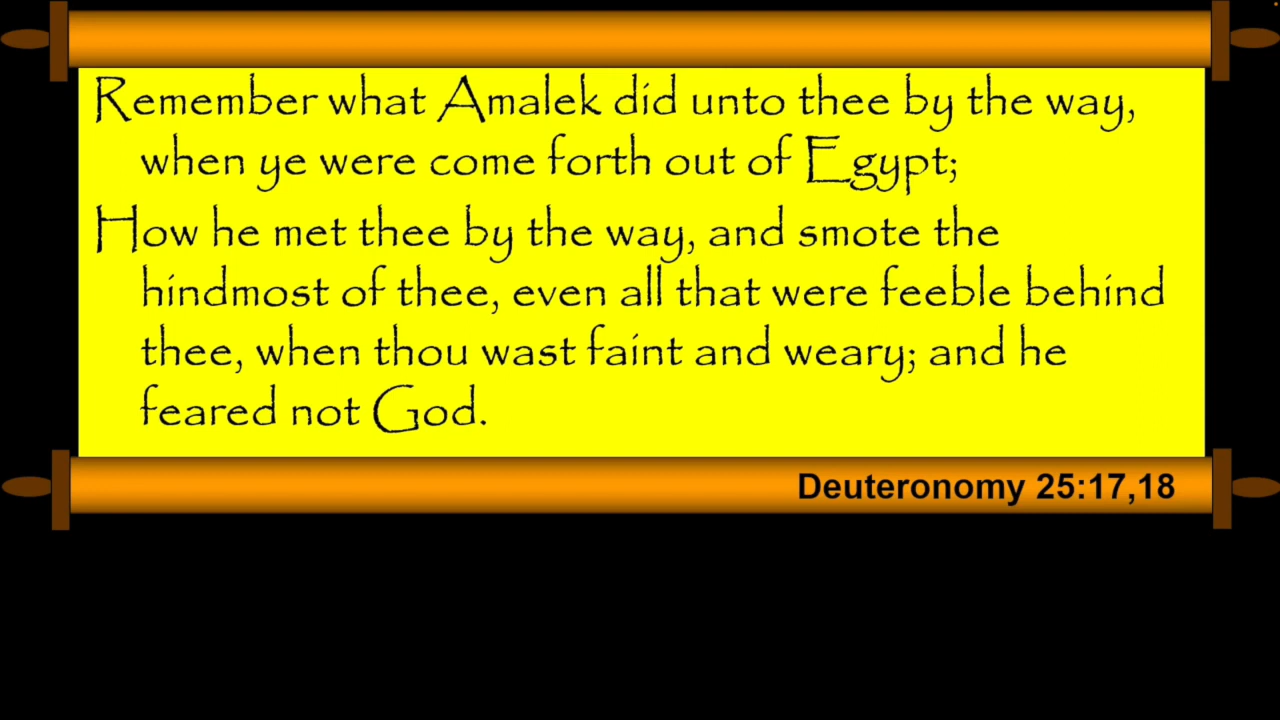 Remember what Amalek did unto thee by the way,
when ye were come forth out of Egypt;
How he met thee by the way, and smote the
hindmost of thee, even all that were feeble behind
thee, when thou wast faint and weary; and he
feared not God.
Deuteronomy 25:17,18